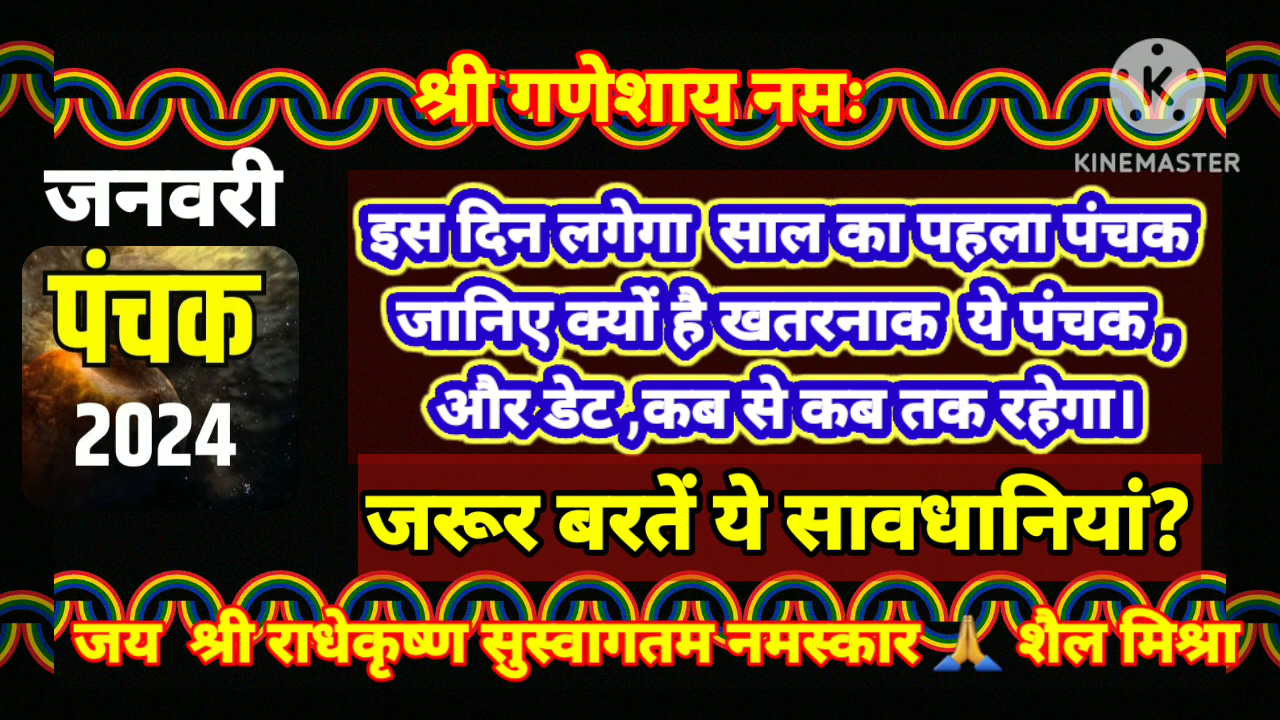 श्री गणेशाय नमः
KINEMASTER
जनवरी
पंचक
2024
इस दिन लगेगा साल का पहला पंचक
जानिए क्यों है खतरनाक ये पंचक ,
और डेट ,कब से कब तक रहेगा।
जरूर बरतें ये सावधानियां?
जय श्री राधेकृष्ण सुस्वागतम नमस्कार 🙏 शैल मिश्रा